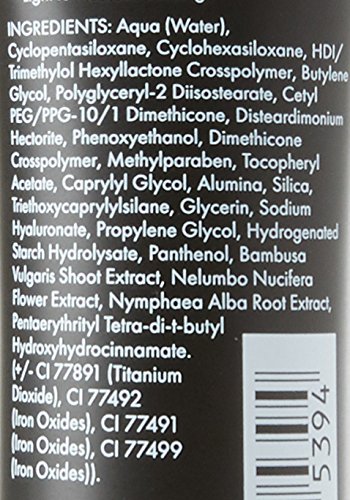 INGREDIENTS: Aqua (Water),
Cyclopentasiloxane, Cyclohexasiloxane, HDI/
Trimethylol Hexyllactone Crosspolymer, Butylene
Glycol, Polyglyceryl-2 Diisostearate, Cetyl
PEG/PPG-10/1 Dimethicone, Disteardimonium
Hectorite, Phenoxyethanol, Dimethicone
Crosspolymer, Methylparaben, Tocopheryl
Acetate, Caprylyl Glycol, Alumina, Silica,
Triethoxycaprylylsilane, Glycerin, Sodium
Hyaluronate, Propylene Glycol, Hydrogenated
Starch Hydrolysate, Panthenol, Bambusa
Vulgaris Shoot Extract, Nelumbo Nucifera
Flower Extract, Nymphaea Alba Root Extract,
Pentaerythrityl Tetra-di-t-butyl
Hydroxyhydrocinnamate.
(+/- CI 77891 (Titanium
Dioxide), CI 77492
(Iron Oxides), CI 77491
(Iron Oxides), CI 77499
(Iron Oxides)).
5394